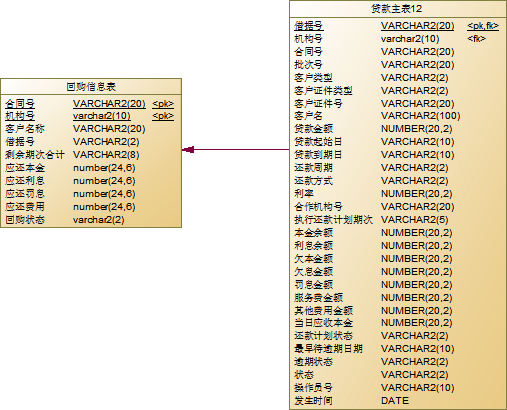 回购信息表
合同号 VARCHAR2(20) <pk>
机构号 varchar2(10) <pk>
客户名称 VARCHAR2(20)
借据号 VARCHAR2(2)
剩余期次合计 VARCHAR2(8)
应还本金 number(24,6)
应还利息 number(24,6)
应还罚息 number(24,6)
应还费用 number(24,6)
回购状态 varchar2(2)
贷款主表12
借据号 VARCHAR2(20) <pk,fk>
机构号 varchar2(10) <fk>
合同号 VARCHAR2(20)
批次号 VARCHAR2(20)
客户类型 VARCHAR2(2)
客户证件类型 VARCHAR2(2)
客户证件号 VARCHAR2(20)
客户名 VARCHAR2(100)
贷款金额 NUMBER(20,2)
贷款起始日 VARCHAR2(10)
贷款到期日 VARCHAR2(10)
还款周期 VARCHAR2(2)
还款方式 VARCHAR2(2)
利率 NUMBER(20,2)
合作机构号 VARCHAR2(20)
执行还款计划期次 VARCHAR2(5)
本金余额 NUMBER(20,2)
利息余额 NUMBER(20,2)
欠本金额 NUMBER(20,2)
欠息金额 NUMBER(20,2)
罚息金额 NUMBER(20,2)
服务费金额 NUMBER(20,2)
其他费用金额 NUMBER(20,2)
当日应收本金 NUMBER(20,2)
还款计划状态 VARCHAR2(2)
最早待逾期日期 VARCHAR2(10)
逾期状态 VARCHAR2(2)
状态 VARCHAR2(2)
操作员号 VARCHAR2(10)
发生时间 DATE